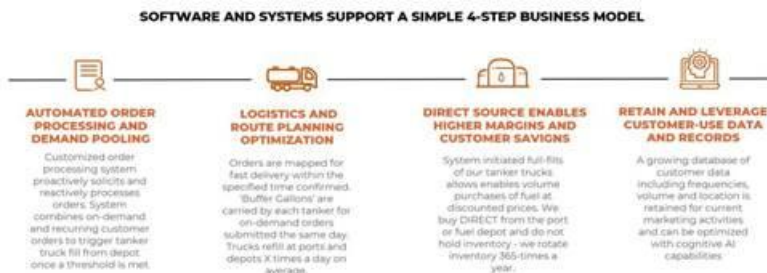 SOFTWARE AND SYSTEMS SUPPORT A SIMPLE 4-STEP BUSINESS MODEL
AUTOMATED ORDER
PROCESSING AND
DEMAND POOLING
Customized order
processing system
proactively solicits and
reactively processes
orders. System
combines on-demand
and recurring customer
orders to trigger tanker
truck fill from depot
once a threshold is met.
LOGISTICS AND
ROUTE PLANNING
OPTIMIZATION
Orders are mapped for
fast delivery within the
specified time confirmed.
'Buffer Gallons' are
carried by each tanker for
on-demand orders
submitted the same day.
Trucks refill at ports and
depots X times a day on
average.
DIRECT SOURCE ENABLES
HIGHER MARGINS AND
CUSTOMER SAVIGNS
System initiated full-fills
of our tanker trucks
allows enables volume
purchases of fuel at
discounted prices. We
buy DIRECT from the port
or fuel depot and do not
hold inventory - we rotate
inventory 365-times a
year.
RETAIN AND LEVERAGE
CUSTOMER-USE DATA
AND RECORDS
A growing database of
customer data
including frequencies,
volume and location is
retained for current
marketing activities
and can be optimized
with cognitive AI
capabilities